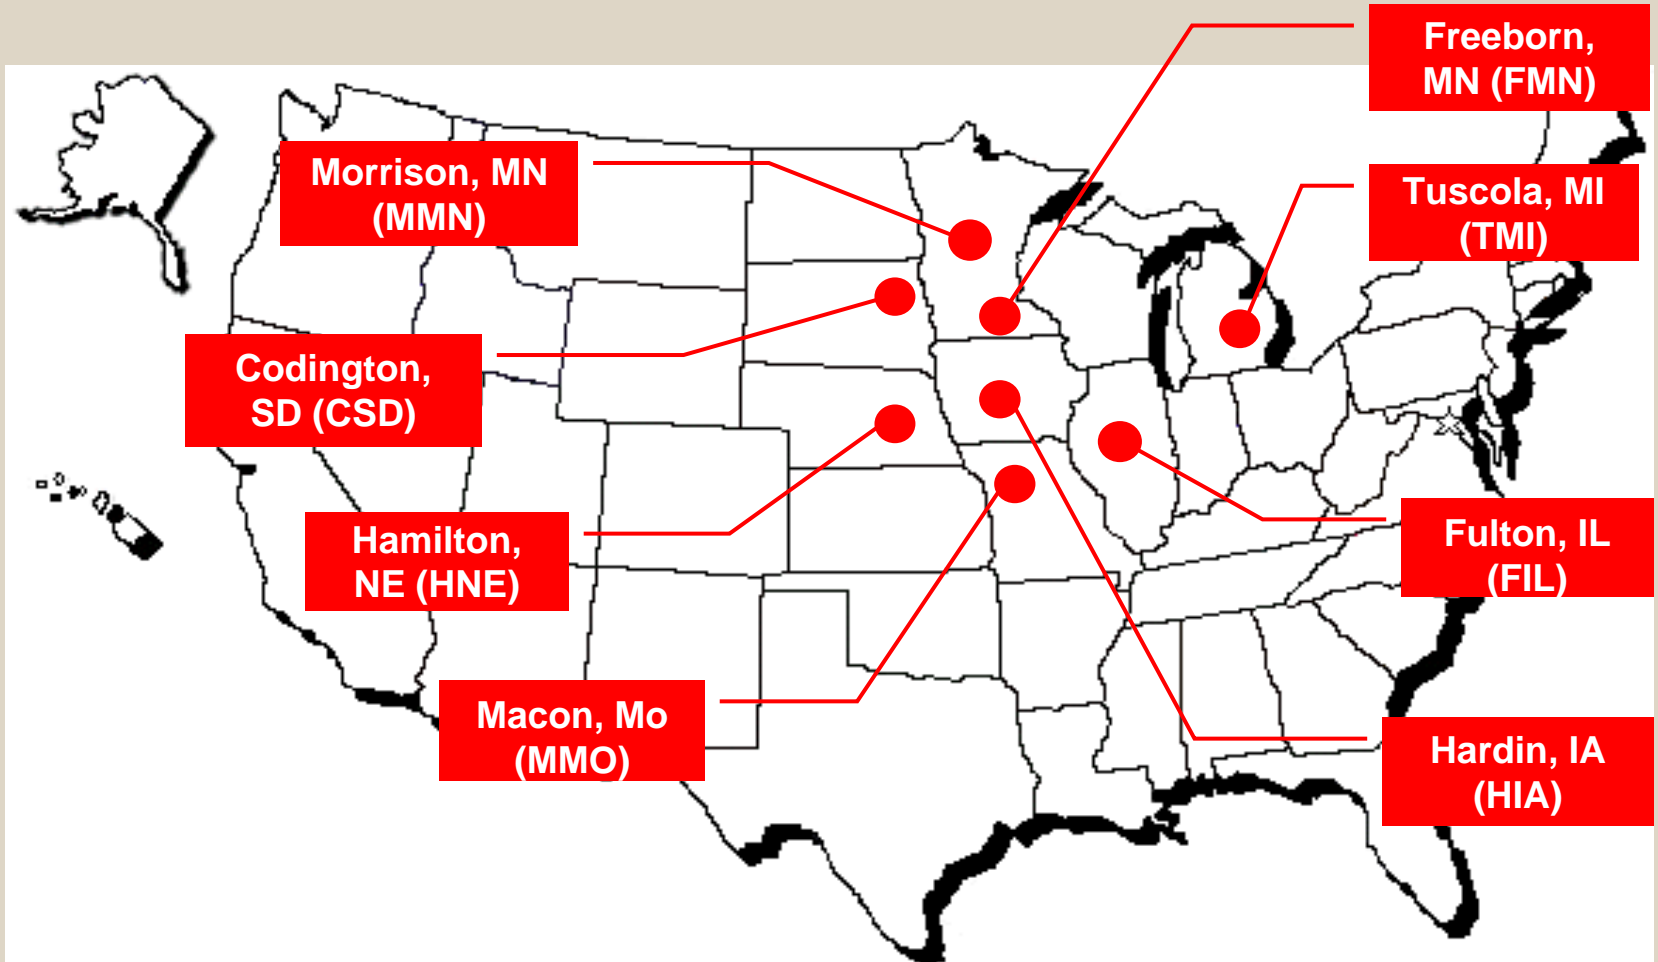 Freeborn,
MN (FMN)
Morrison, MN
(MMN)
Tuscola, MI
(TMI)
Codington,
SD (CSD)
Hamilton,
NE (HNE)
Fulton, IL
(FIL)
Macon, Mo
(MMO)
Hardin, IA
(HIA)